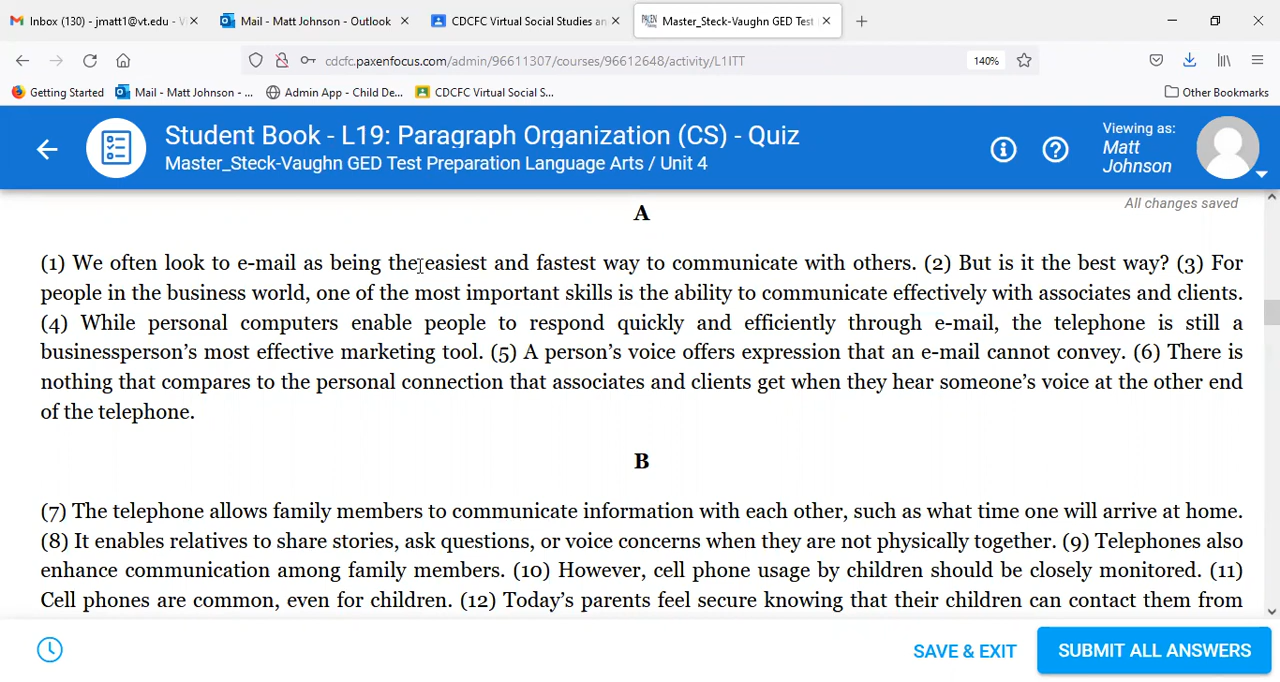 Inbox (130) - jmatt1@vt.edu - V
Mail - Matt Johnson - Outlook
CDCFC Virtual Social Studies an
PAXEN Master_Steck-Vaughn GED Test
cdcfc.paxenfocus.com/admin/96611307/courses/96612648/activity/L1ITT
140%
Getting Started
Mail - Matt Johnson - ...
Admin App - Child De...
CDCFC Virtual Social S...
Other Bookmarks
Student Book - L19: Paragraph Organization (CS) - Quiz
Master_Steck-Vaughn GED Test Preparation Language Arts / Unit 4
Viewing as:
Matt
Johnson
All changes saved
A
(1) We often look to e-mail as being the easiest and fastest way to communicate with others. (2) But is it the best way? (3) For
people in the business world, one of the most important skills is the ability to communicate effectively with associates and clients.
(4) While personal computers enable people to respond quickly and efficiently through e-mail, the telephone is still a
businessperson's most effective marketing tool. (5) A person's voice offers expression that an e-mail cannot convey. (6) There is
nothing that compares to the personal connection that associates and clients get when they hear someone's voice at the other end
of the telephone.
B
(7) The telephone allows family members to communicate information with each other, such as what time one will arrive at home.
(8) It enables relatives to share stories, ask questions, or voice concerns when they are not physically together. (9) Telephones also
enhance communication among family members. (10) However, cell phone usage by children should be closely monitored. (11)
Cell phones are common, even for children. (12) Today's parents feel secure knowing that their children can contact them from
SAVE & EXIT
SUBMIT ALL ANSWERS